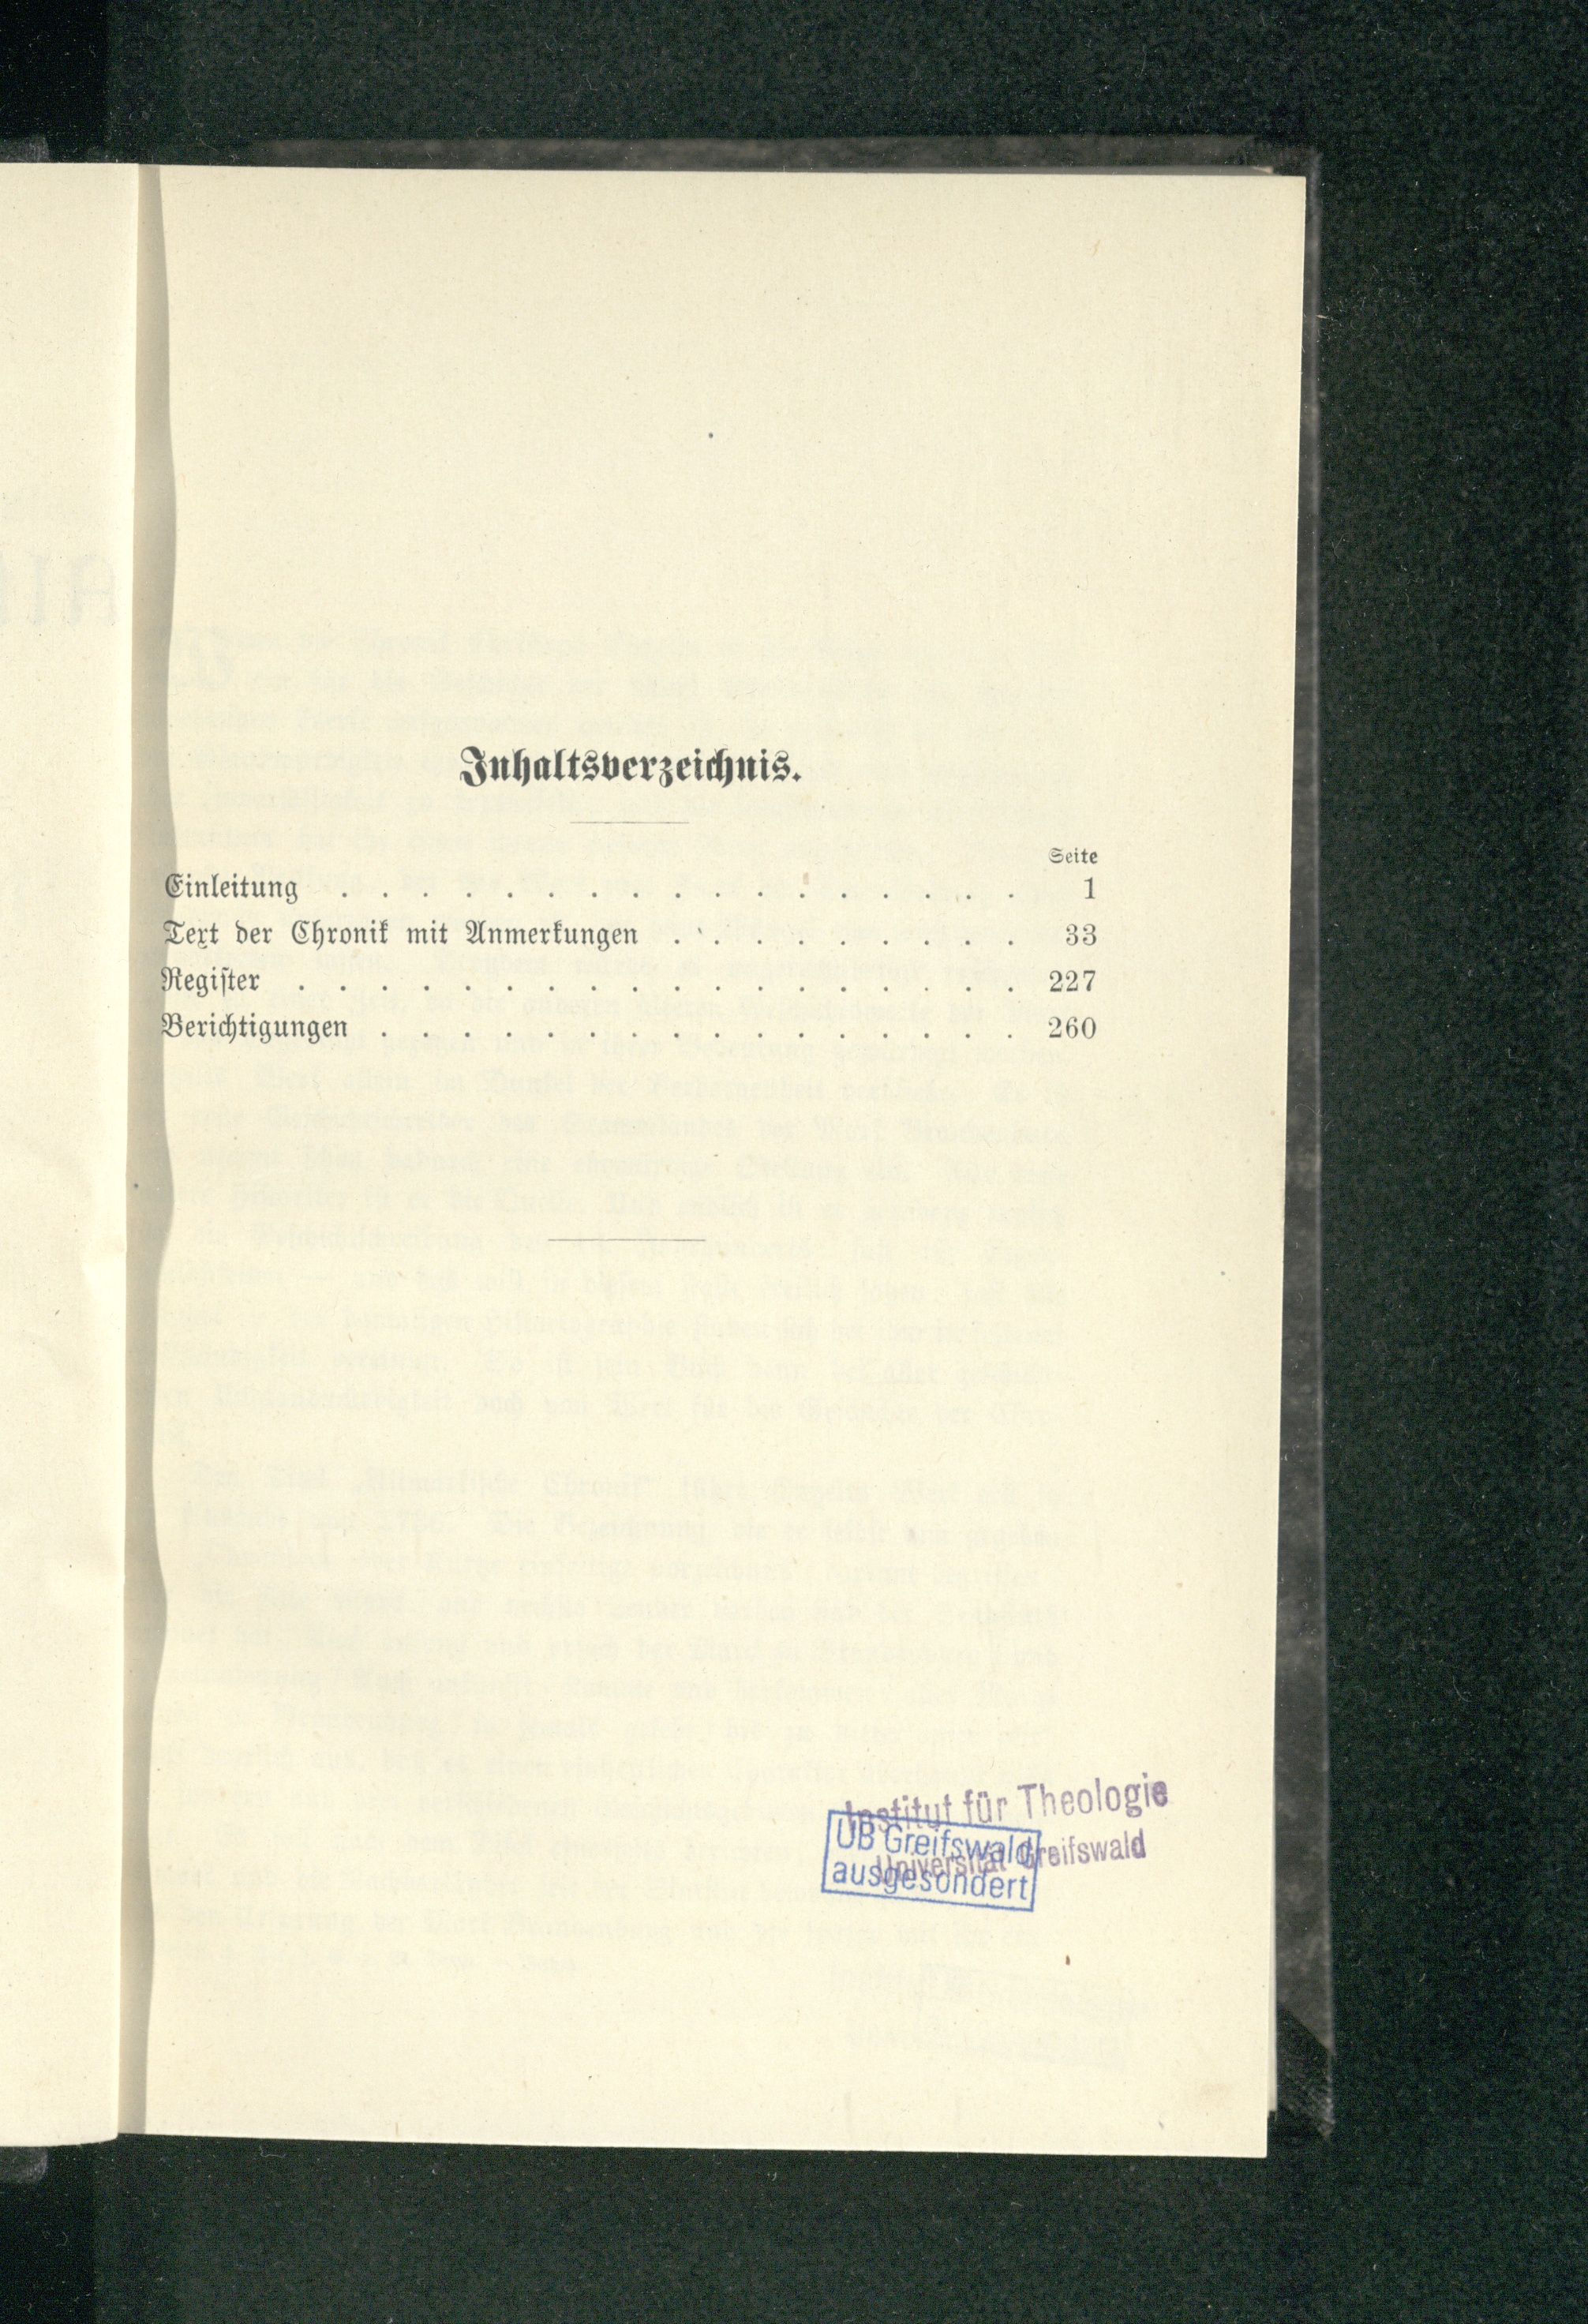 Inhaltsverzeichnis.
Seite
Einleitung . . . . . . . . . . . . . . . . . 1
Text der Chronik mit Anmerkungen . . . . . . . . . 33
Regiſter . . . . . . . . . . . . . . . . . . 227
Berichtigungen . . . . . . . . . . . . . . . . 260
Institut für Theologie
Universität Greifswald
UB Greifswald
ausgesondert